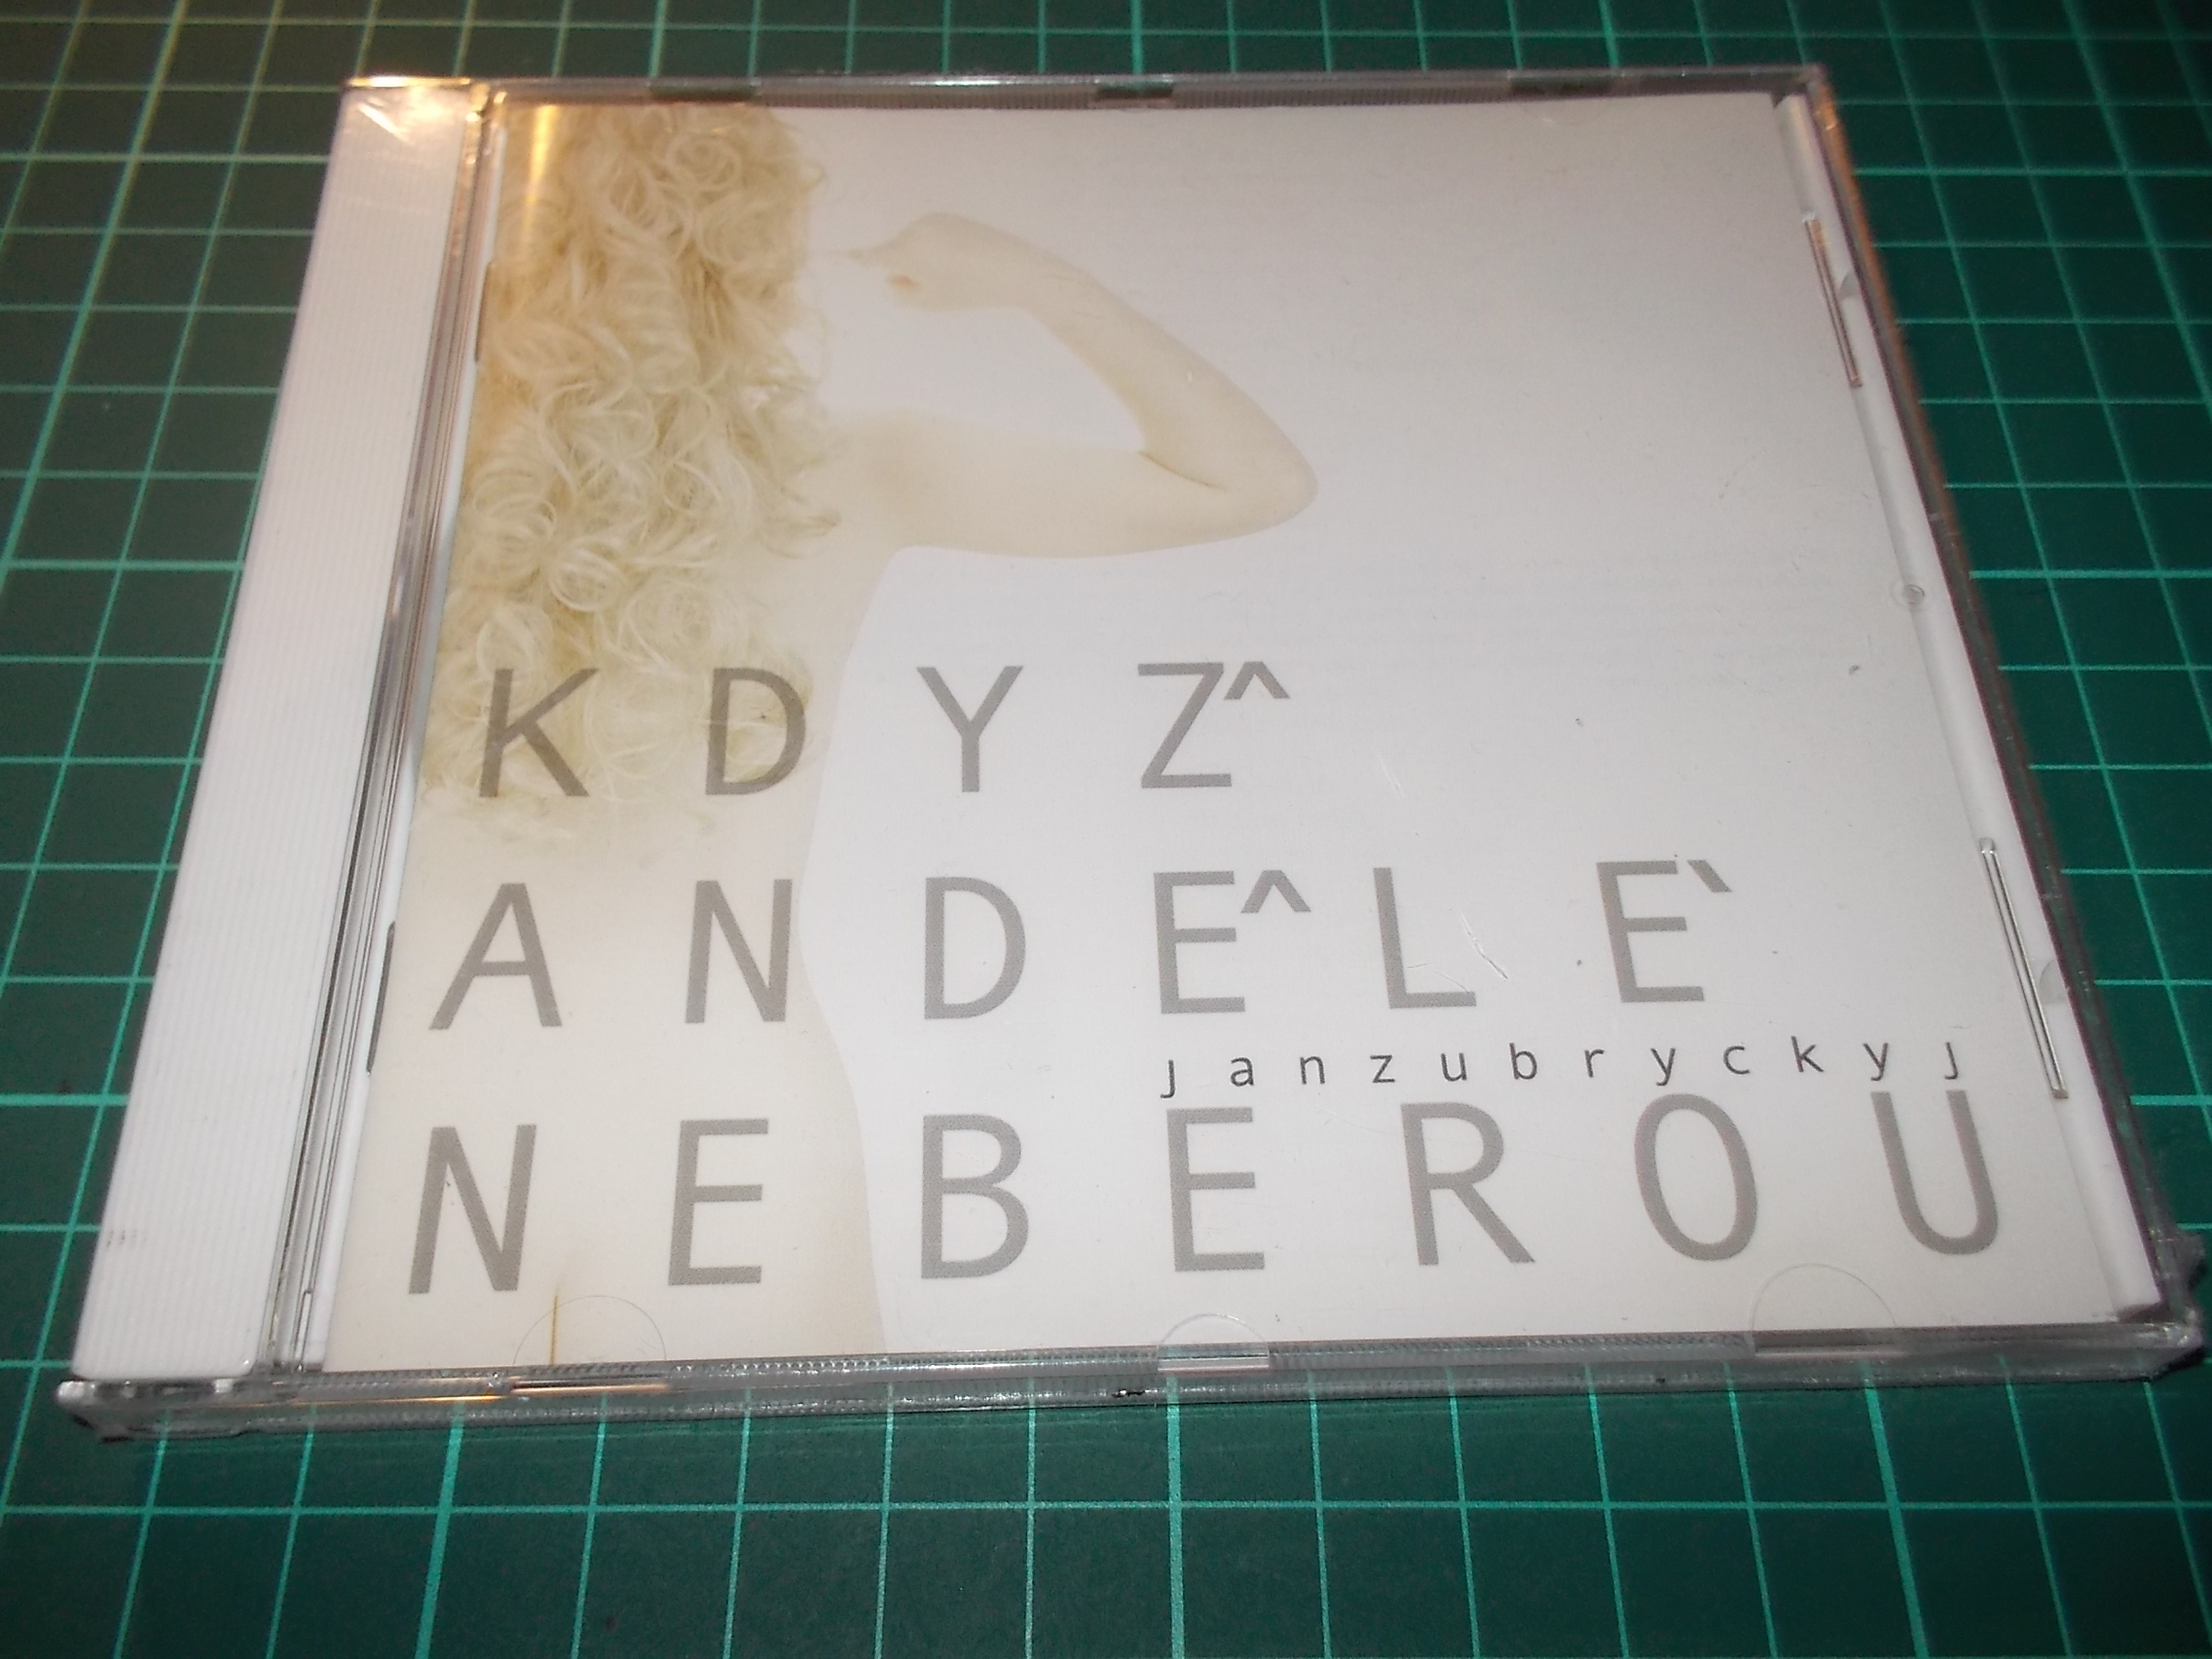 KDYZ^
ANDE^LE`
janzubryckyj
NEBEROU